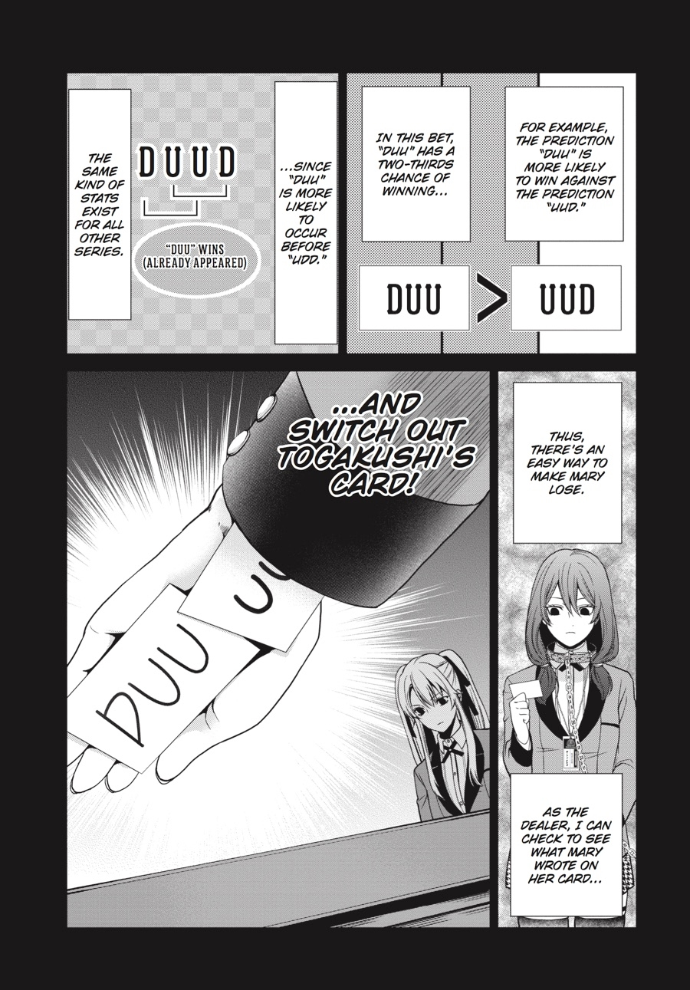 FOR EXAMPLE,
THE PREDICTION
"DUU" IS
MORE LIKELY
TO WIN AGAINST
THE PREDICTION
"UUD."
IN THIS BET,
"DUU" HAS A
TWO-THIRDS
CHANCE OF
WINNING...
DUU > UUD
...SINCE
"DUU"
IS MORE
LIKELY
TO
OCCUR
BEFORE
"UDD."
DUUD
"DUU" WINS
(ALREADY APPEARED)
THE
SAME
KIND OF
STATS
EXIST
FOR ALL
OTHER
SERIES.
THUS,
THERE'S AN
EASY WAY TO
MAKE MARY
LOSE.
AS THE
DEALER, I CAN
CHECK TO SEE
WHAT MARY
WROTE ON
HER CARD...
...AND
SWITCH OUT
TOGAKUSHI'S
CARD!
UU
DUU